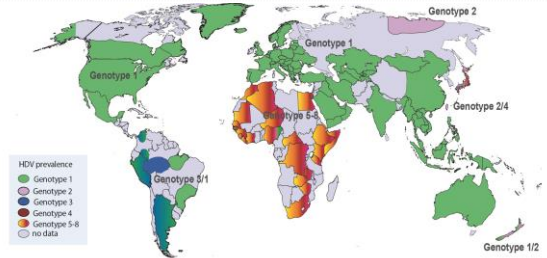 Genotype 2
Genotype 1
Genotype 1
Genotype 2/4
Genotype 5-8
Genotype 3/1
Genotype 1/2
HDV prevalence
Genotype 1
Genotype 2
Genotype 3
Genotype 4
Genotype 5-8
no data